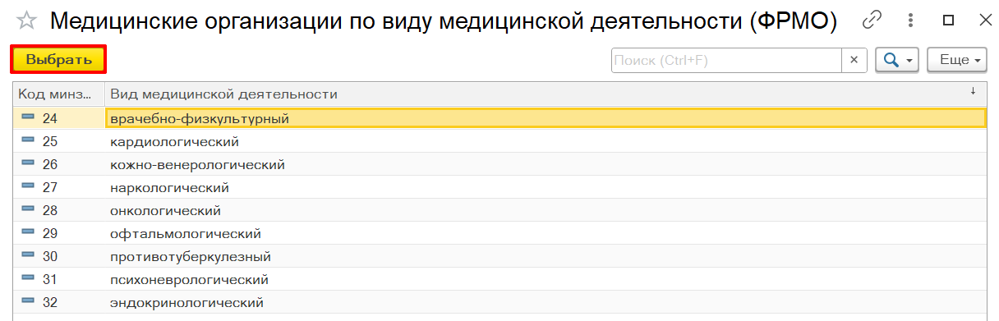 Медицинские организации по виду медицинской деятельности (ФРМО)
Выбрать Поиск (Ctrl+F) × Еще
Код минз... Вид медицинской деятельности ↓
24 врачебно-физкультурный
25 кардиологический
26 кожно-венерологический
27 наркологический
28 онкологический
29 офтальмологический
30 противотуберкулезный
31 психоневрологический
32 эндокринологический